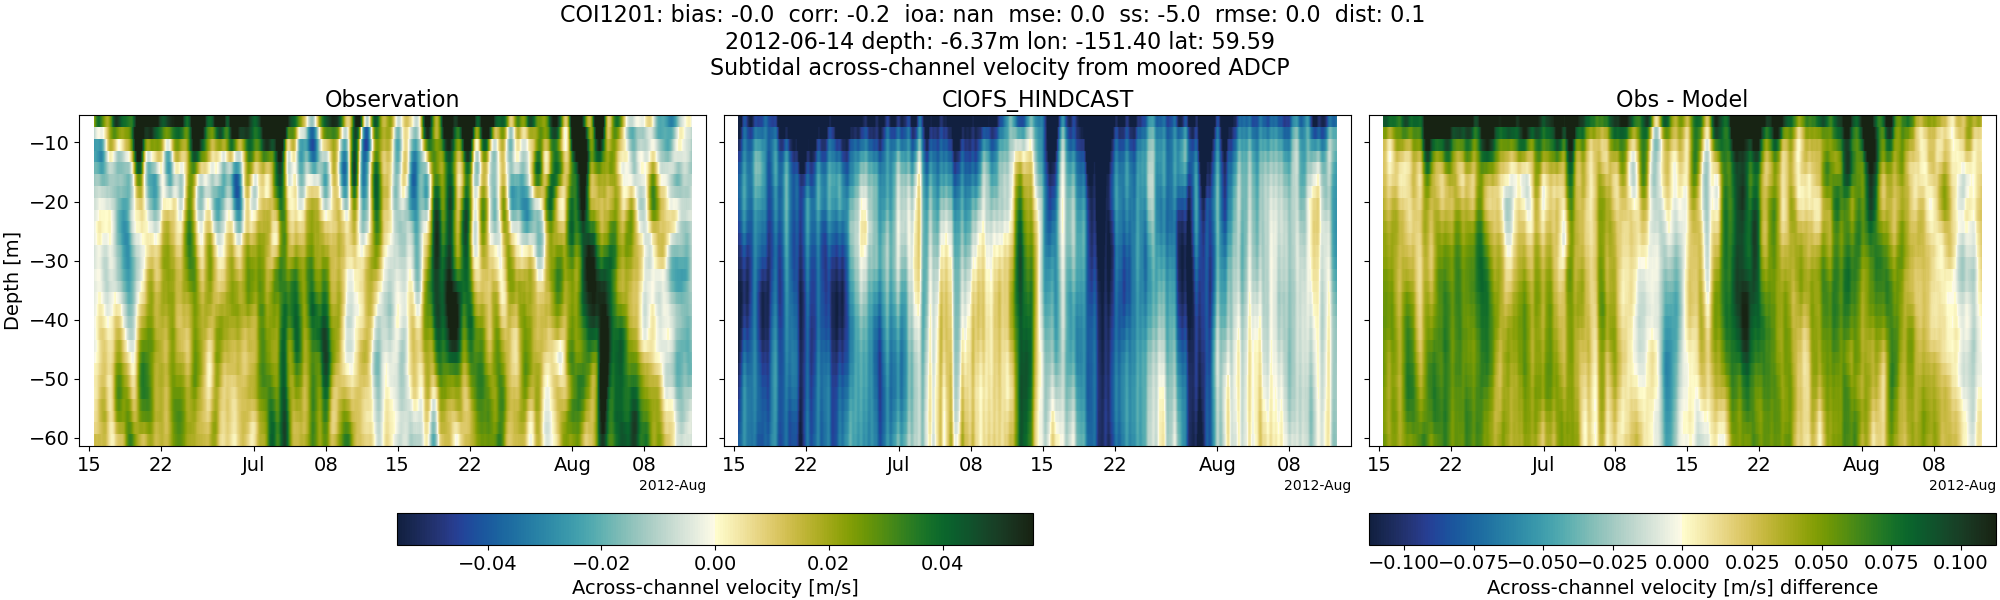 COI1201: bias: -0.0  corr: -0.2  ioa: nan  mse: 0.0  ss: -5.0  rmse: 0.0  dist: 0.1
2012-06-14 depth: -6.37m lon: -151.40 lat: 59.59
Subtidal across-channel velocity from moored ADCP
Observation
CIOFS_HINDCAST
Obs - Model
Depth [m]
−10
−20
−30
−40
−50
−60
15 22 Jul 08 15 22 Aug 08
2012-Aug
15 22 Jul 08 15 22 Aug 08
2012-Aug
15 22 Jul 08 15 22 Aug 08
2012-Aug
−0.04 −0.02 0.00 0.02 0.04
Across-channel velocity [m/s]
−0.100 −0.075 −0.050 −0.025 0.000 0.025 0.050 0.075 0.100
Across-channel velocity [m/s] difference